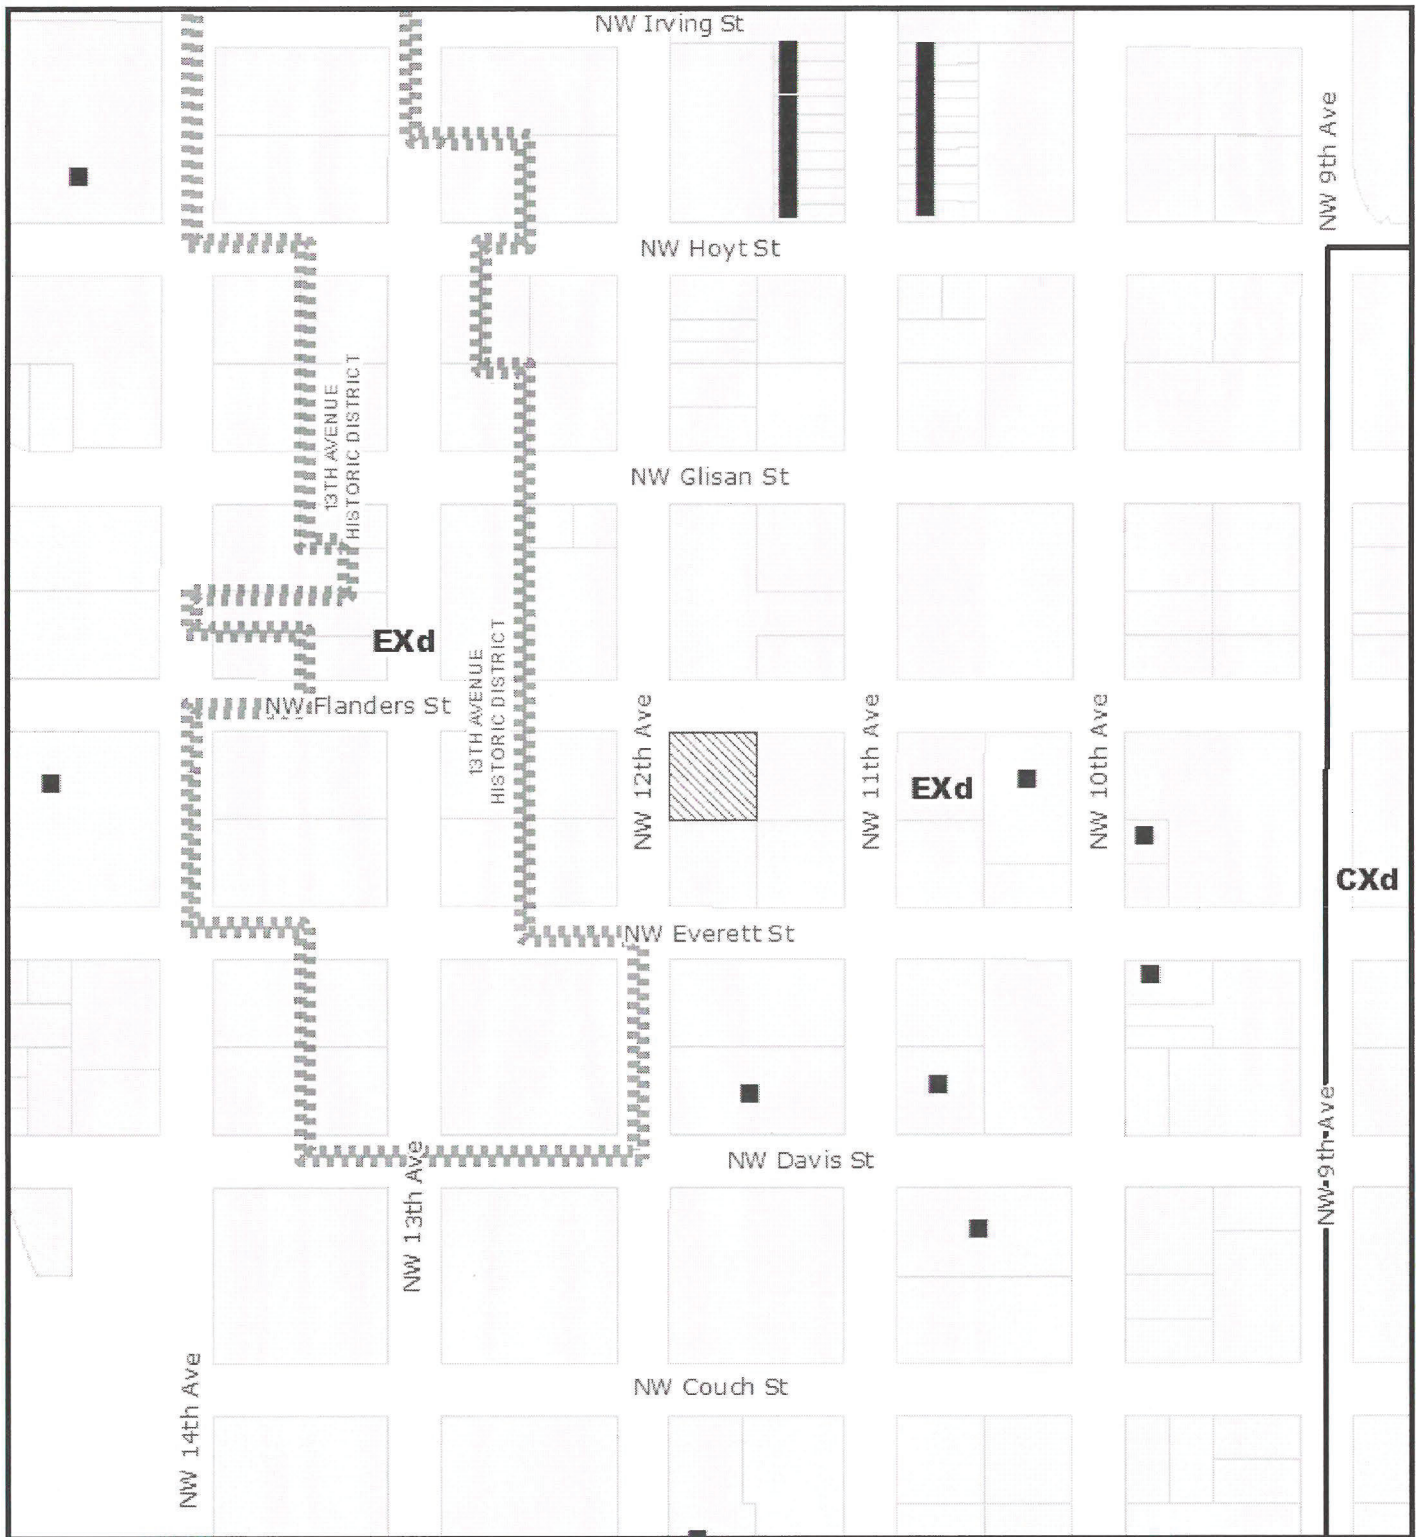 NW Irving St
NW 9th Ave
NW Hoyt St
13TH AVENUE
HISTORIC DISTRICT
NW Glisan St
EXd
13TH AVENUE
HISTORIC DISTRICT
NW Flanders St
NW 12th Ave
NW 11th Ave
EXd
NW 10th Ave
CXd
NW Everett St
NW 13th Ave
NW Davis St
NW 9th Ave
NW 14th Ave
NW Couch St